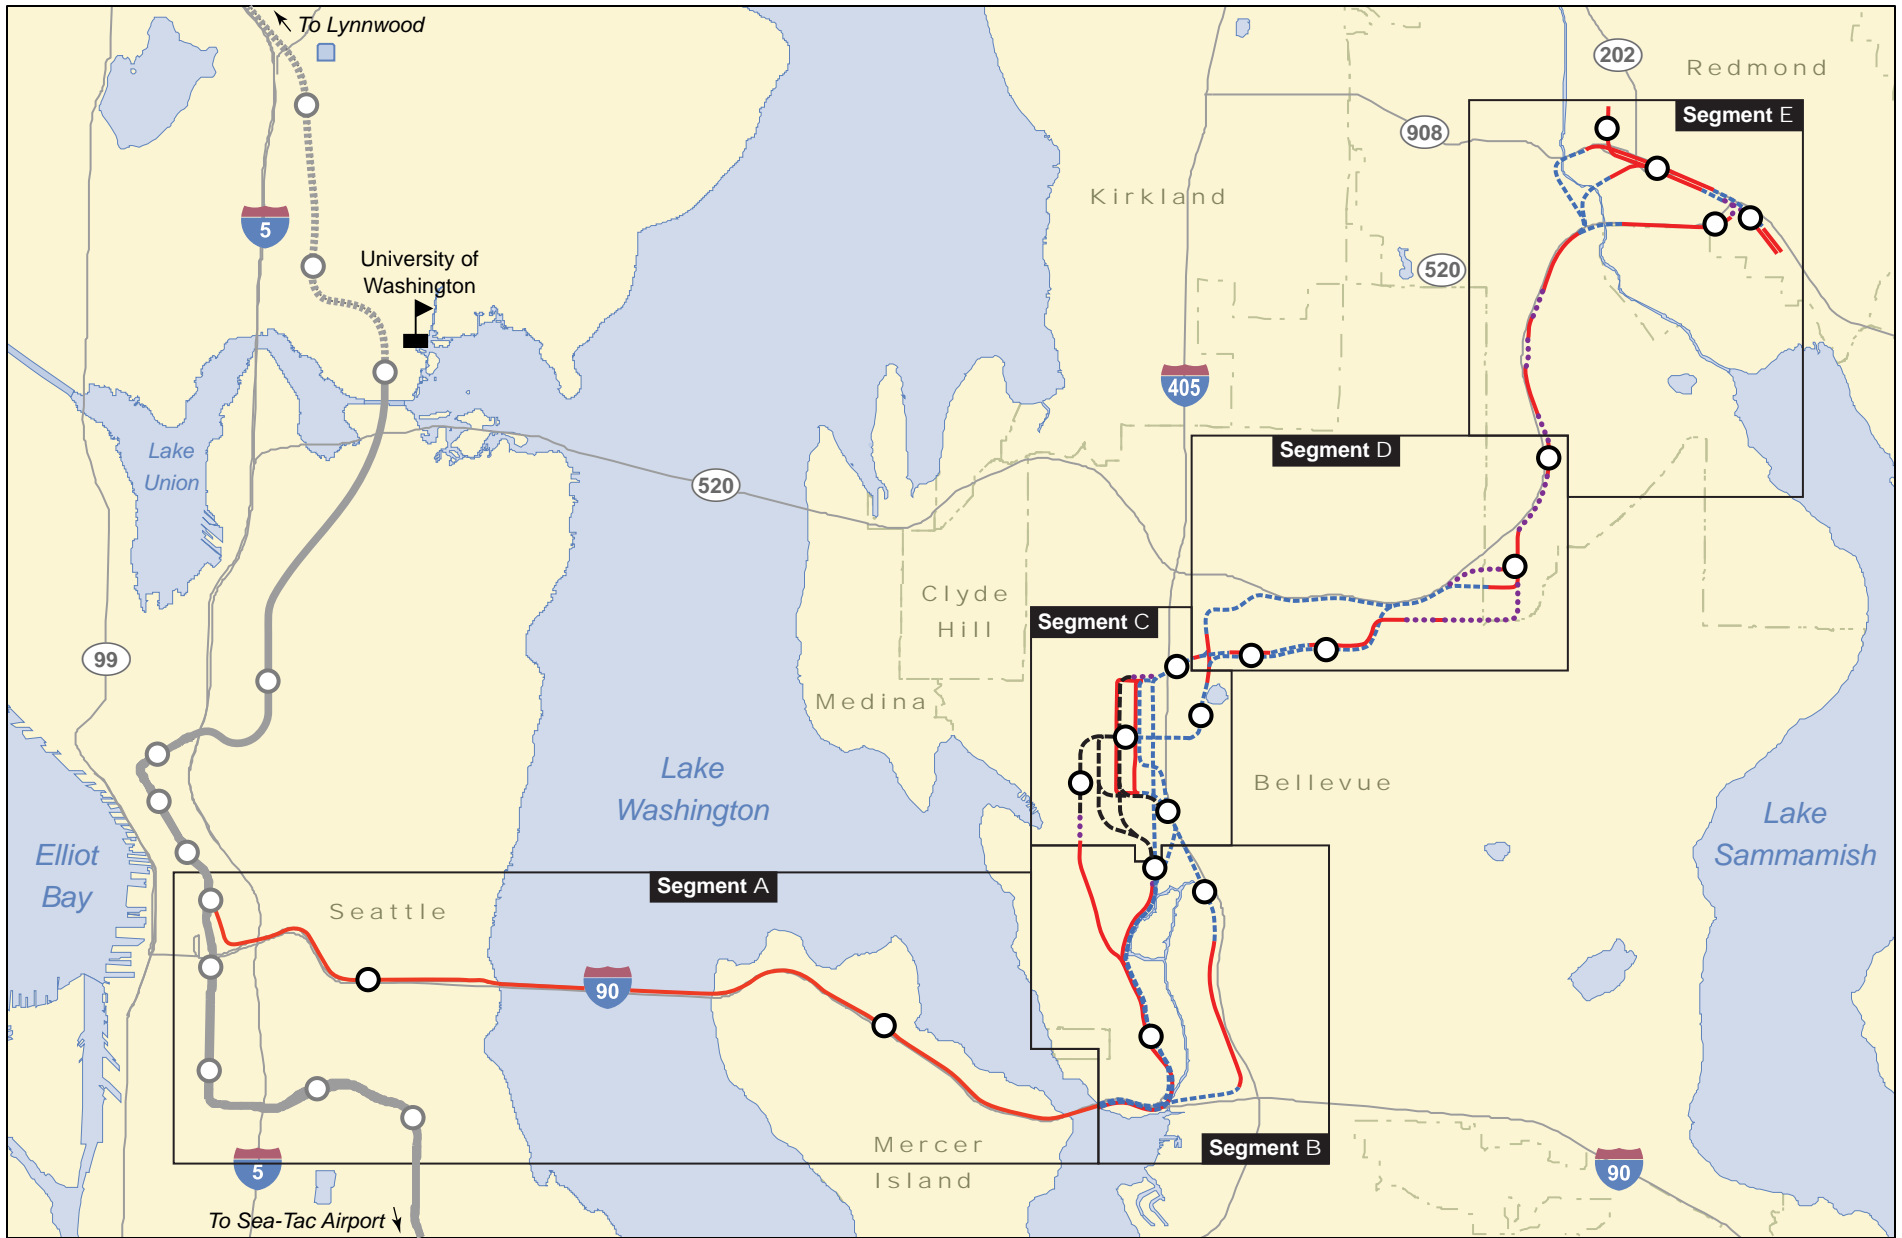 To Lynnwood
202
Redmond
Segment E
908
Kirkland
5
University of
Washington
520
405
Lake
Union
Segment D
520
Clyde
Hill
Segment C
99
Medina
Lake
Washington
Bellevue
Lake
Sammamish
Elliot
Bay
Segment A
Seattle
90
Mercer
Island
Segment B
5
90
To Sea-Tac Airport